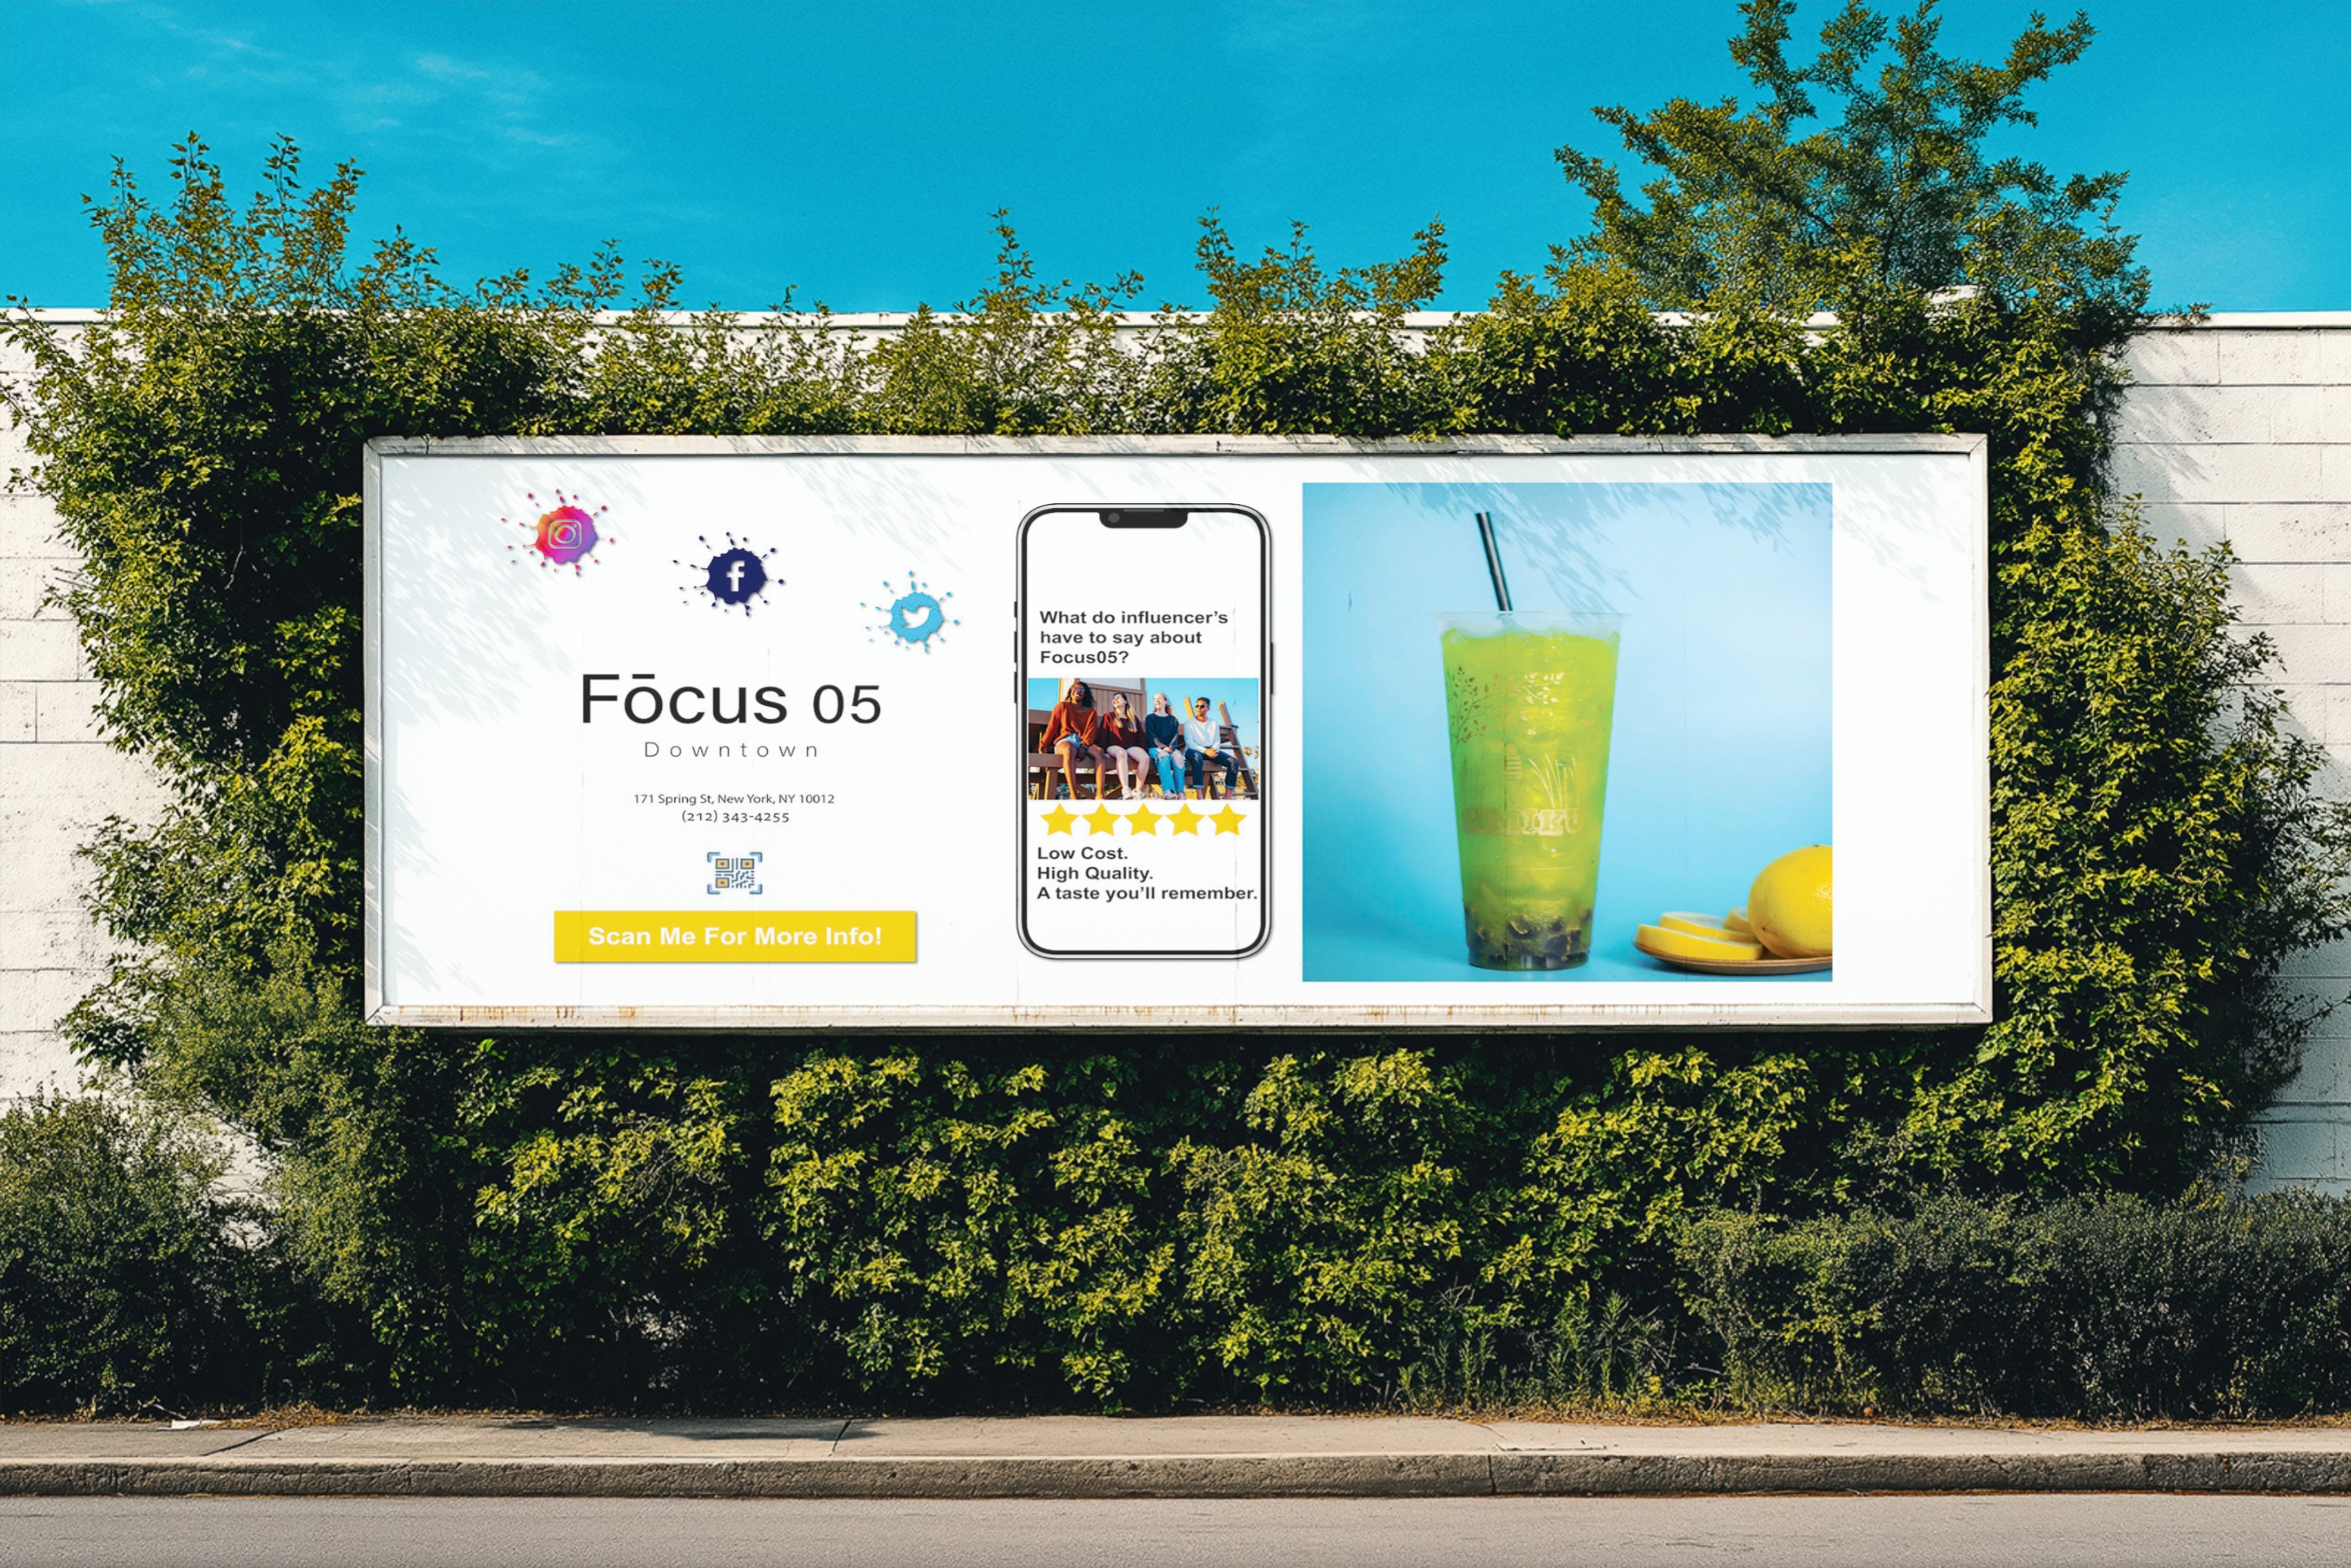 Fōcus 05
Downtown
171 Spring St, New York, NY 10012
(212) 343-4255
Scan Me For More Info!
What do influencer’s
have to say about
Focus05?
Low Cost.
High Quality.
A taste you’ll remember.